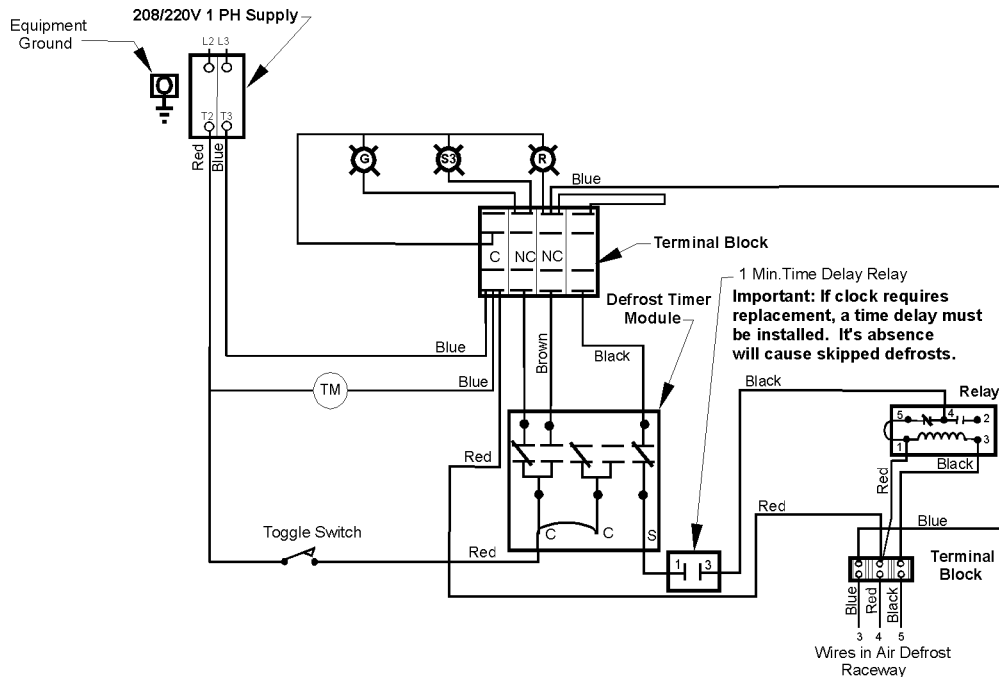 208/220V 1 PH Supply
Equipment
Ground
L2 L3
T2 T3
Red
Blue
G
S3
R
Blue
C NC NC
Terminal Block
1 Min.Time Delay Relay
Important: If clock requires
replacement, a time delay must
be installed. It's absence
will cause skipped defrosts.
Defrost Timer
Module
Blue
Brown
Black
TM
Blue
Black
Relay
5 4 2
1 3
Red
Red
Black
Red
Blue
Toggle Switch
Red
C C S
1 3
Terminal
Block
Blue
Red
Black
3 4 5
Wires in Air Defrost
Raceway